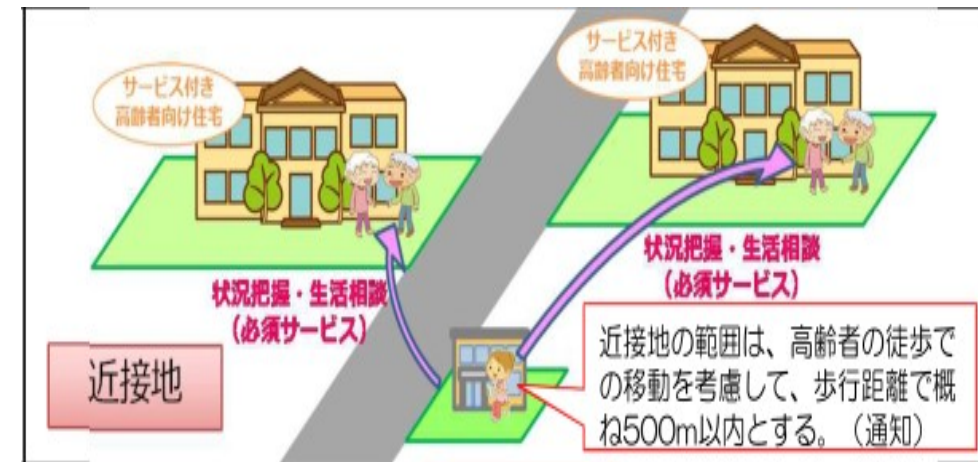 サービス付き
高齢者向け住宅
サービス付き
高齢者向け住宅
状況把握・生活相談
(必須サービス)
状況把握・生活相談
(必須サービス)
近接地
近接地の範囲は、高齢者の徒歩で
の移動を考慮して、歩行距離で概
ね500m以内とする。(通知)